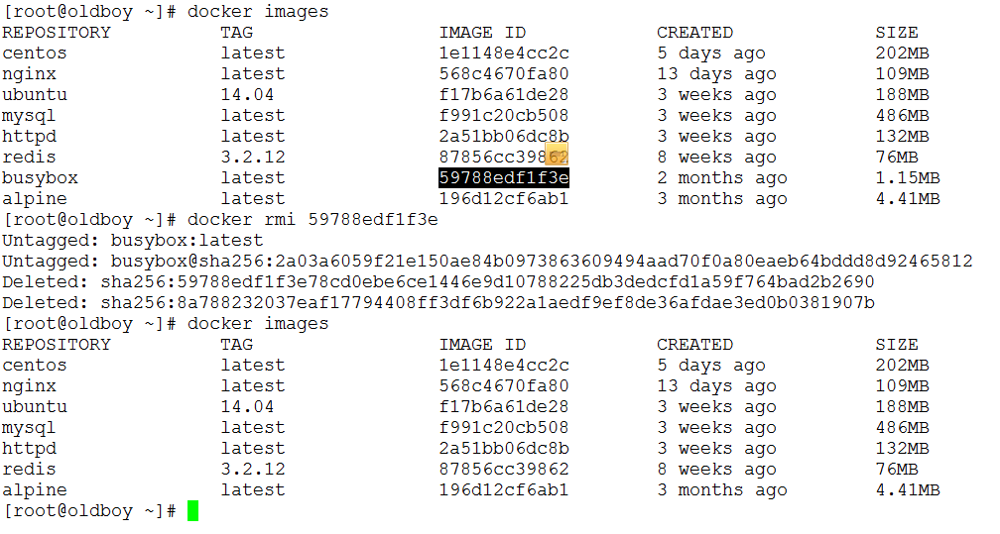 [root@oldboy ~]# docker images
REPOSITORY TAG IMAGE ID CREATED SIZE
centos latest 1e1148e4cc2c 5 days ago 202MB
nginx latest 568c4670fa80 13 days ago 109MB
ubuntu 14.04 f17b6a61de28 3 weeks ago 188MB
mysql latest f991c20cb508 3 weeks ago 486MB
httpd latest 2a51bb06dc8b 3 weeks ago 132MB
redis 3.2.12 87856cc39862 8 weeks ago 76MB
busybox latest 59788edf1f3e 2 months ago 1.15MB
alpine latest 196d12cf6ab1 3 months ago 4.41MB
[root@oldboy ~]# docker rmi 59788edf1f3e
Untagged: busybox:latest
Untagged: busybox@sha256:2a03a6059f21e150ae84b0973863609494aad70f0a80eaeb64bddd8d92465812
Deleted: sha256:59788edf1f3e78cd0ebe6ce1446e9d10788225db3dedcfd1a59f764bad2b2690
Deleted: sha256:8a788232037eaf17794408ff3df6b922a1aedf9ef8de36afdae3ed0b0381907b
[root@oldboy ~]# docker images
REPOSITORY TAG IMAGE ID CREATED SIZE
centos latest 1e1148e4cc2c 5 days ago 202MB
nginx latest 568c4670fa80 13 days ago 109MB
ubuntu 14.04 f17b6a61de28 3 weeks ago 188MB
mysql latest f991c20cb508 3 weeks ago 486MB
httpd latest 2a51bb06dc8b 3 weeks ago 132MB
redis 3.2.12 87856cc39862 8 weeks ago 76MB
alpine latest 196d12cf6ab1 3 months ago 4.41MB
[root@oldboy ~]#